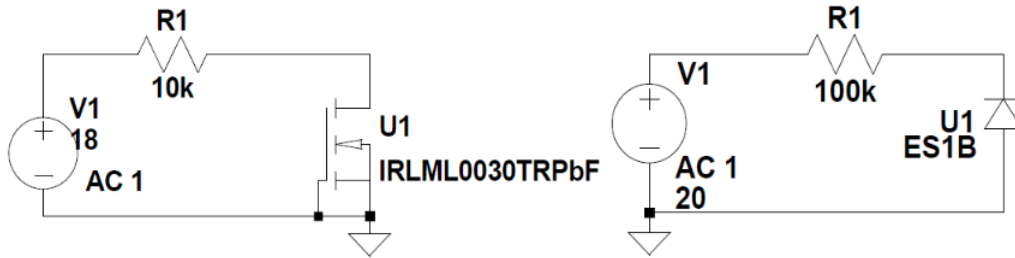 R1
10k
V1
18
AC 1
U1
IRLML0030TRPbF
R1
100k
V1
AC 1
20
U1
ES1B